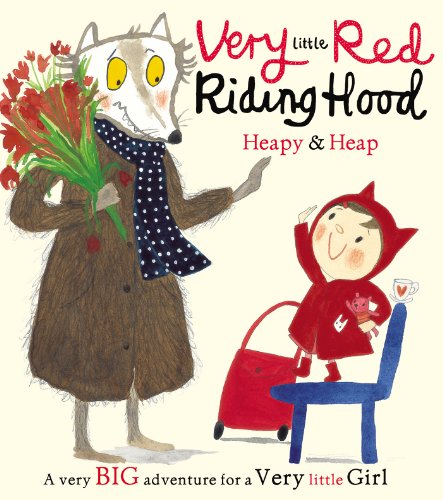 Very little Red
Riding Hood
Heapy & Heap
A very BIG adventure for a Very little Girl